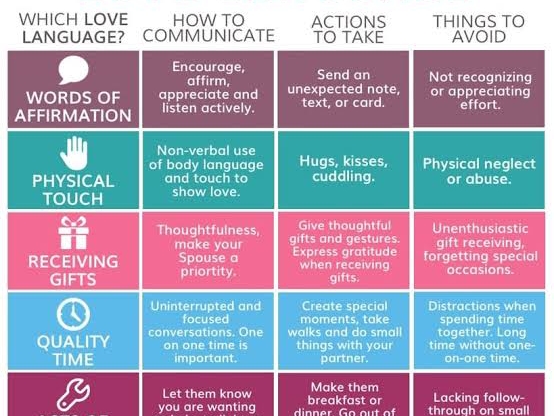 WHICH LOVE
LANGUAGE?
HOW TO
COMMUNICATE
ACTIONS
TO TAKE
THINGS TO
AVOID
WORDS OF
AFFIRMATION
Encourage,
affirm,
appreciate and
listen actively.
Send an
unexpected note,
text, or card.
Not recognizing
or appreciating
effort.
PHYSICAL
TOUCH
Non-verbal use
of body language
and touch to
show love.
Hugs, kisses,
cuddling.
Physical neglect
or abuse.
RECEIVING
GIFTS
Thoughtfulness,
make your
Spouse a
priortity.
Give thoughtful
gifts and gestures.
Express gratitude
when receiving
gifts.
Unenthusiastic
gift receiving,
forgetting special
occasions.
QUALITY
TIME
Uninterrupted and
focused
conversations. One
on one time is
important.
Create special
moments, take
walks and do small
things with your
partner.
Distractions when
spending time
together. Long
time without one-
on-one time.
ACTS OF
Let them know
you are wanting
Make them
breakfast or
dinner. Go out of
Lacking follow-
through on small